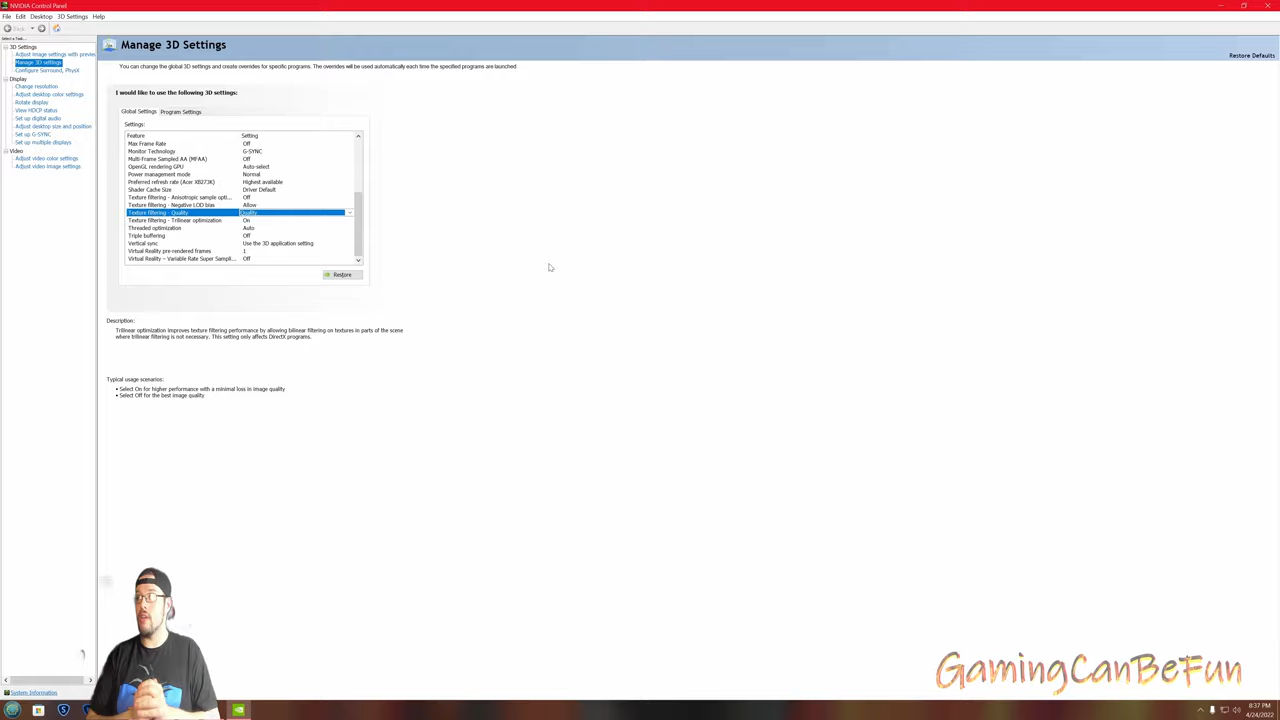 NVIDIA Control Panel
File Edit Desktop 3D Settings Help
Back
Select a Task...
3D Settings
Adjust image settings with previe
Manage 3D settings
Configure Surround, PhysX
Display
Change resolution
Adjust desktop color settings
Rotate display
View HDCP status
Set up digital audio
Adjust desktop size and position
Set up G-SYNC
Set up multiple displays
Video
Adjust video color settings
Adjust video image settings
System Information
Manage 3D Settings
Restore Defaults
You can change the global 3D settings and create overrides for specific programs. The overrides will be used automatically each time the specified programs are launched.
I would like to use the following 3D settings:
Global Settings Program Settings
Settings:
Feature Setting
Max Frame Rate Off
Monitor Technology G-SYNC
Multi-Frame Sampled AA (MFAA) Off
OpenGL rendering GPU Auto-select
Power management mode Normal
Preferred refresh rate (Acer XB273K) Highest available
Shader Cache Size Driver Default
Texture filtering - Anisotropic sample opti... Off
Texture filtering - Negative LOD bias Allow
Texture filtering - Quality Quality
Texture filtering - Trilinear optimization On
Threaded optimization Auto
Triple buffering Off
Vertical sync Use the 3D application setting
Virtual Reality pre-rendered frames 1
Virtual Reality – Variable Rate Super Sampli... Off
Restore
Description:
Trilinear optimization improves texture filtering performance by allowing bilinear filtering on textures in parts of the scene
where trilinear filtering is not necessary. This setting only affects DirectX programs.
Typical usage scenarios:
• Select On for higher performance with a minimal loss in image quality
• Select Off for the best image quality
GamingCanBeFun
8:37 PM
4/24/2022